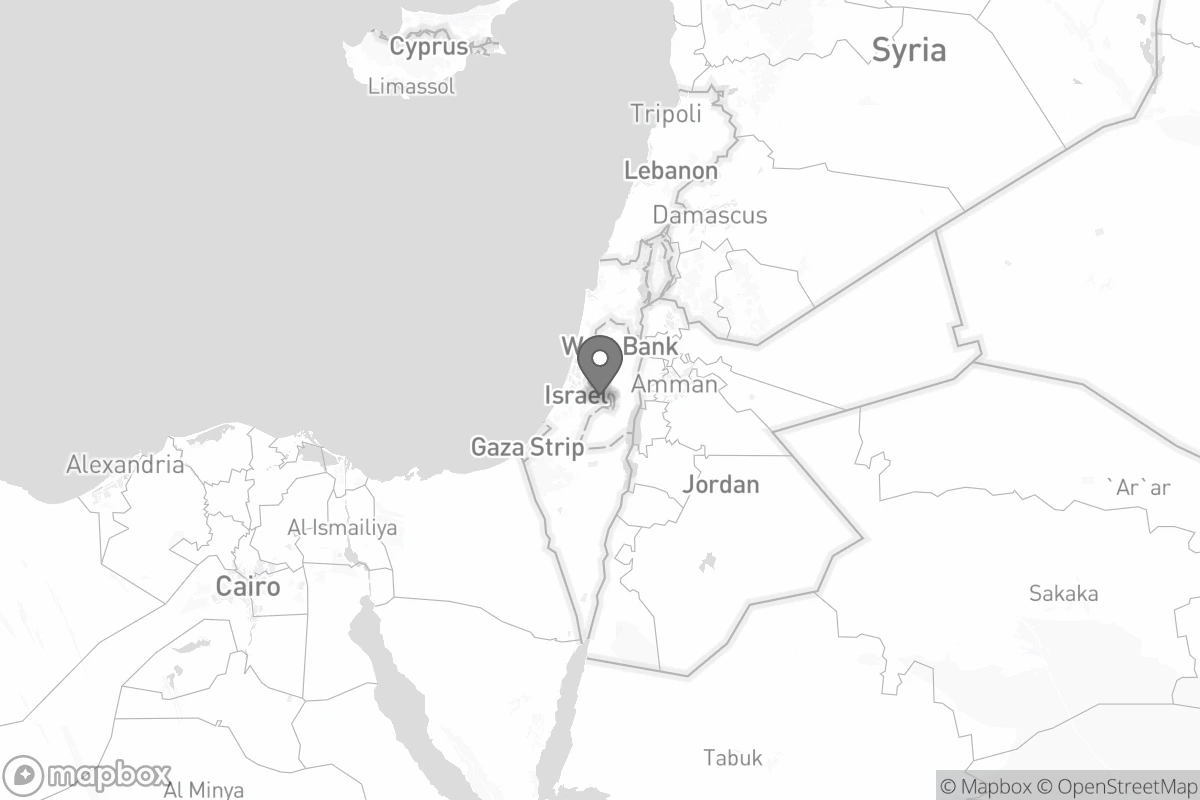 Cyprus
Syria
Limassol
Tripoli
Lebanon
Damascus
W Bank
Amman
Israel
Gaza Strip
Alexandria
Jordan
`Ar`ar
Al Ismailiya
Cairo
Sakaka
Tabuk
mapbox
Al Minya
© Mapbox © OpenStreetMap